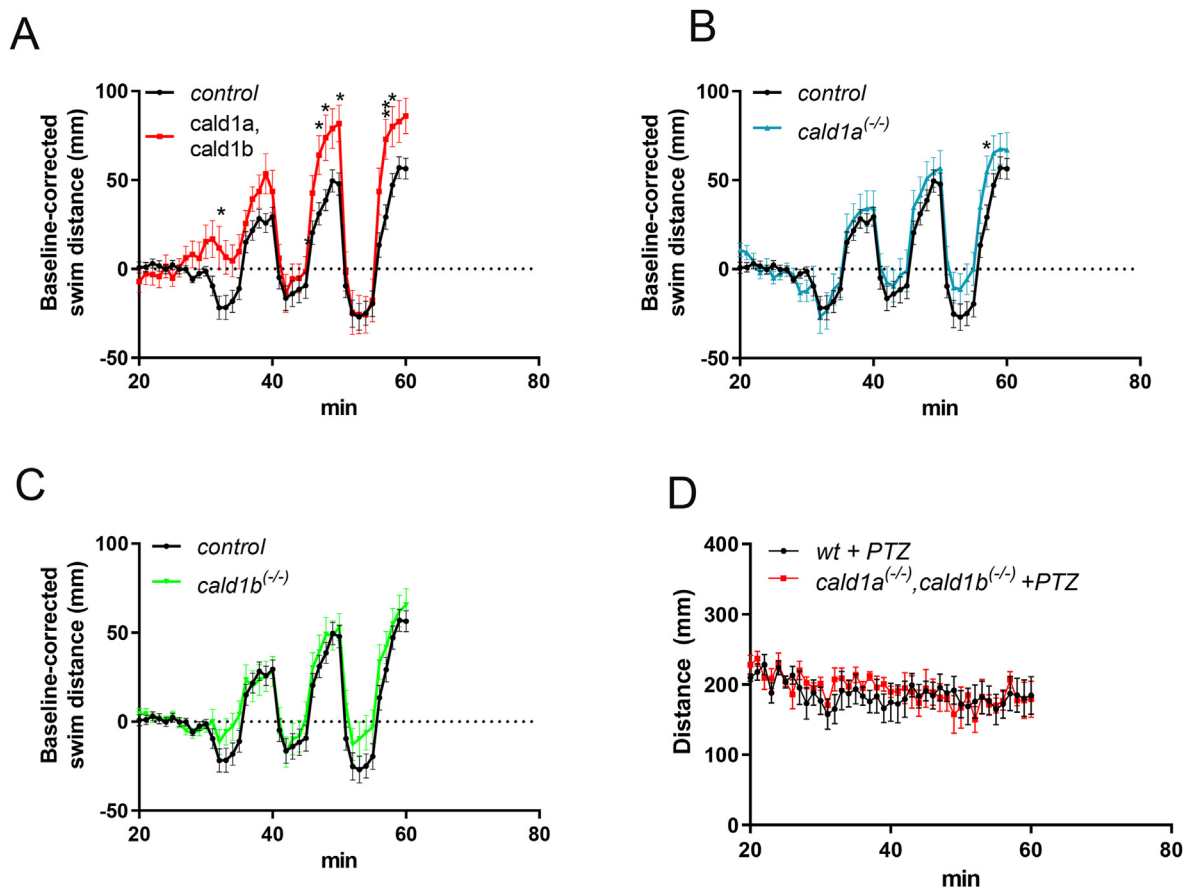 A
Baseline-corrected
swim distance (mm)
100
50
0
-50
control
cald1a,
cald1b
*
*
*
*
*
*
*
20
40
60
80
min
B
Baseline-corrected
swim distance (mm)
100
50
0
-50
control
cald1a(-/-)
*
20
40
60
80
min
C
Baseline-corrected
swim distance (mm)
100
50
0
-50
control
cald1b(-/-)
20
40
60
80
min
D
Distance (mm)
400
300
200
100
0
wt + PTZ
cald1a(-/-),cald1b(-/-) +PTZ
20
40
60
80
min